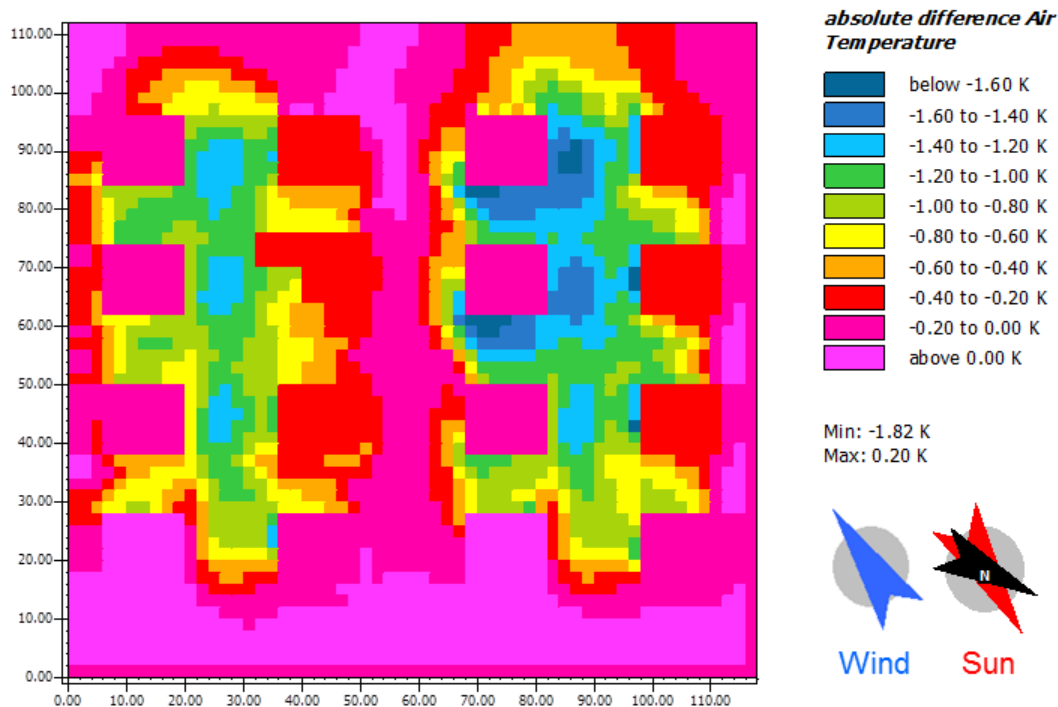 absolute difference Air
Temperature
below -1.60 K
-1.60 to -1.40 K
-1.40 to -1.20 K
-1.20 to -1.00 K
-1.00 to -0.80 K
-0.80 to -0.60 K
-0.60 to -0.40 K
-0.40 to -0.20 K
-0.20 to 0.00 K
above 0.00 K
Min: -1.82 K
Max: 0.20 K
N
Wind Sun
110.00
100.00
90.00
80.00
70.00
60.00
50.00
40.00
30.00
20.00
10.00
0.00
0.00 10.00 20.00 30.00 40.00 50.00 60.00 70.00 80.00 90.00 100.00 110.00